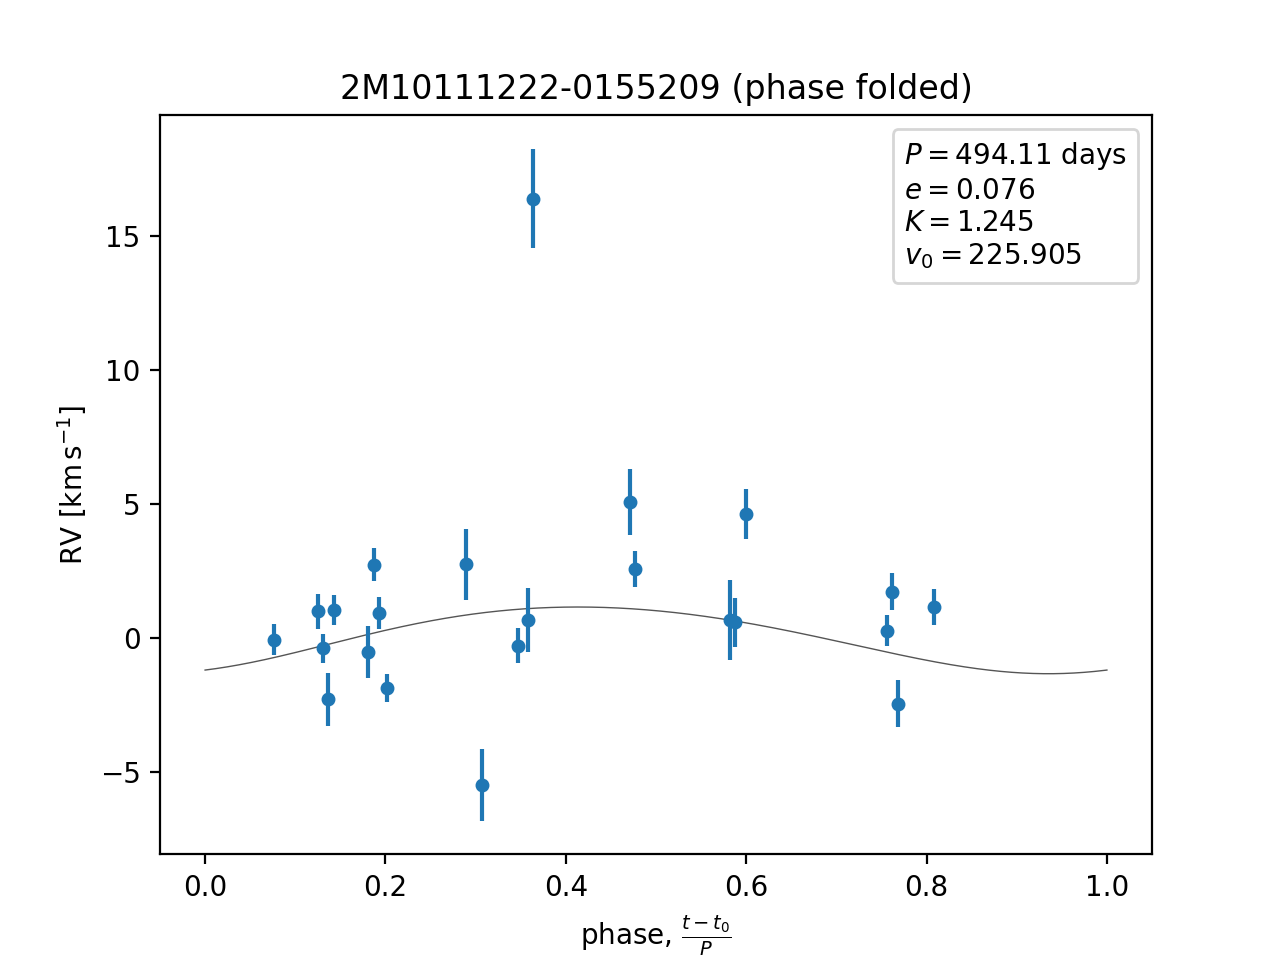 2M10111222-0155209 (phase folded)
P = 494.11 days
e = 0.076
K = 1.245
v₀ = 225.905
15
10
5
0
−5
RV [km s⁻¹]
0.0 0.2 0.4 0.6 0.8 1.0
phase, (t − t₀)/P